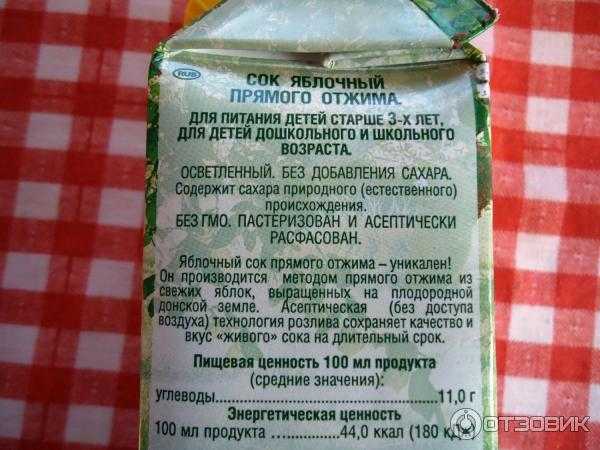 RUS
СОК ЯБЛОЧНЫЙ
ПРЯМОГО ОТЖИМА.
ДЛЯ ПИТАНИЯ ДЕТЕЙ СТАРШЕ 3-Х ЛЕТ,
ДЛЯ ДЕТЕЙ ДОШКОЛЬНОГО И ШКОЛЬНОГО
ВОЗРАСТА.
ОСВЕТЛЕННЫЙ. БЕЗ ДОБАВЛЕНИЯ САХАРА.
Содержит сахара природного (естественного)
происхождения.
БЕЗ ГМО. ПАСТЕРИЗОВАН И АСЕПТИЧЕСКИ
РАСФАСОВАН.
Яблочный сок прямого отжима – уникален!
Он производится методом прямого отжима из
свежих яблок, выращенных на плодородной
донской земле. Асептическая (без доступа
воздуха) технология розлива сохраняет качество и
вкус «живого» сока на длительный срок.
Пищевая ценность 100 мл продукта
(средние значения):
углеводы..........................................11,0 г
Энергетическая ценность
100 мл продукта ..............44,0 ккал (180 кДж
ОТЗОВИК